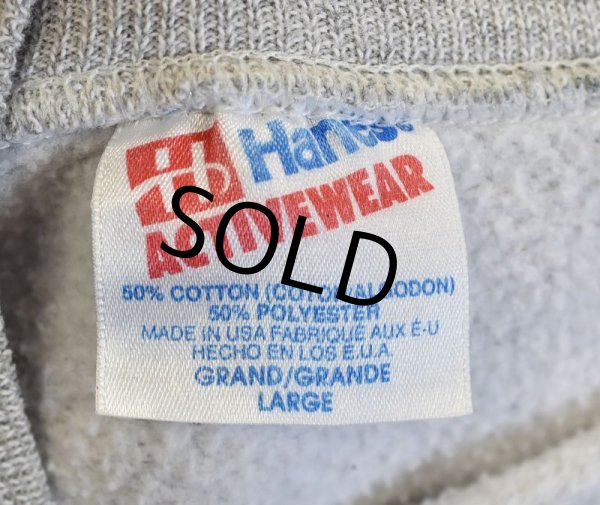 Hanes
ACTIVEWEAR
SOLD
50% COTTON (COTON/ALGODON)
50% POLYESTER
MADE IN USA FABRIQUÉ AUX É-U
HECHO EN LOS E.U.A.
GRAND/GRANDE
LARGE